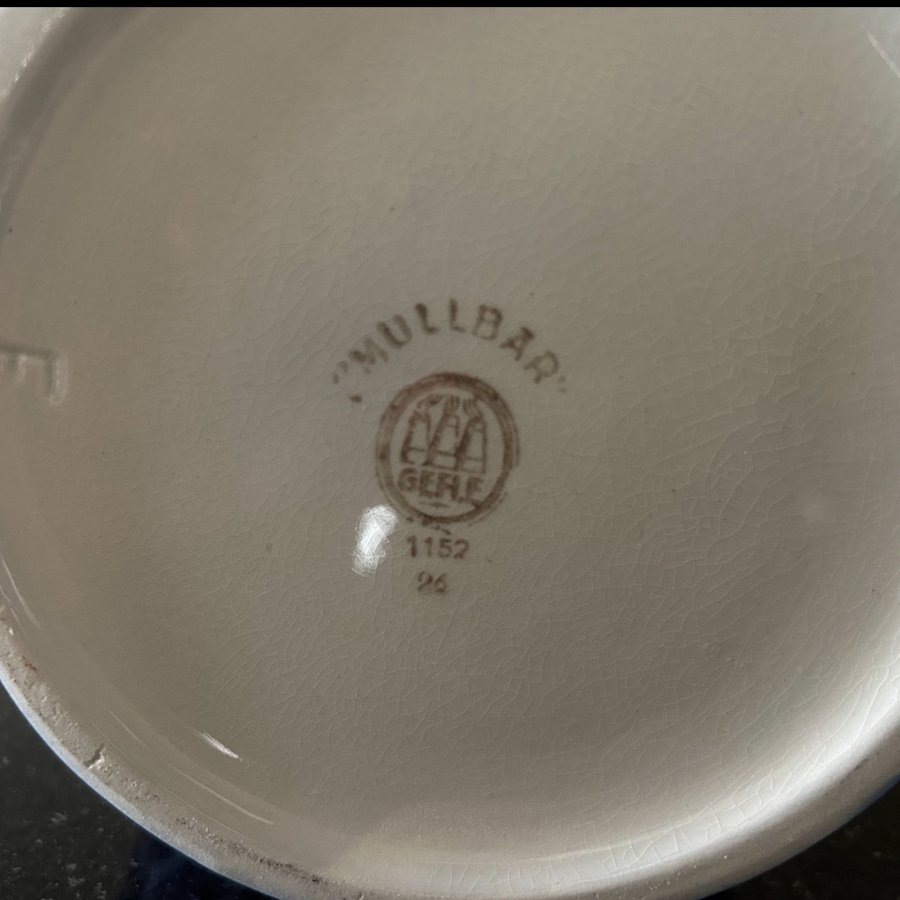 "MULLBÄR"
GEFLE
1152
26
E